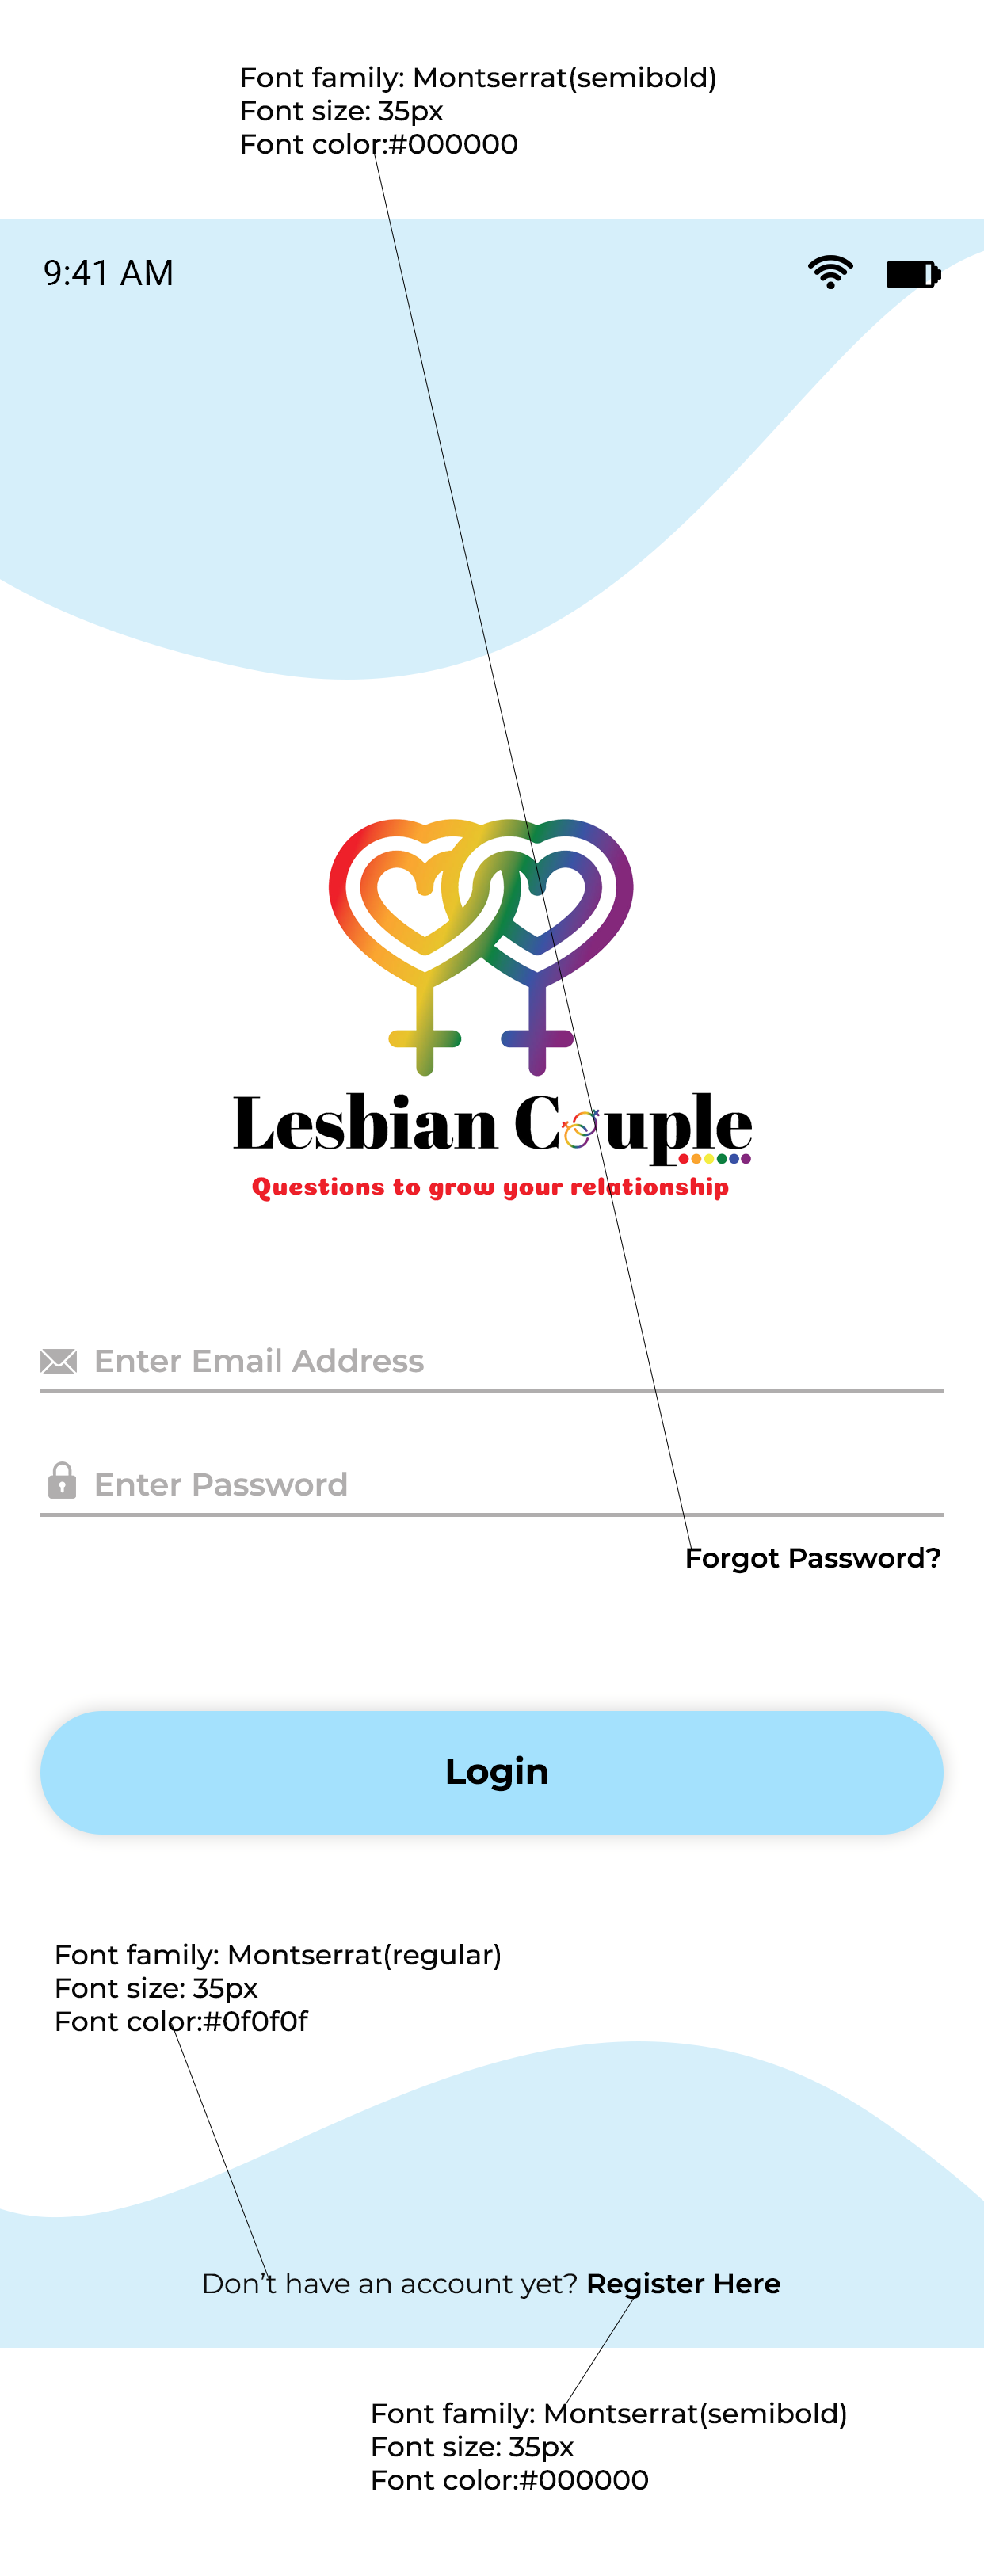 Font family: Montserrat(semibold)
Font size: 35px
Font color:#000000
9:41 AM
Lesbian Couple
Questions to grow your relationship
Enter Email Address
Enter Password
Forgot Password?
Login
Font family: Montserrat(regular)
Font size: 35px
Font color:#0f0f0f
Don’t have an account yet? Register Here
Font family: Montserrat(semibold)
Font size: 35px
Font color:#000000